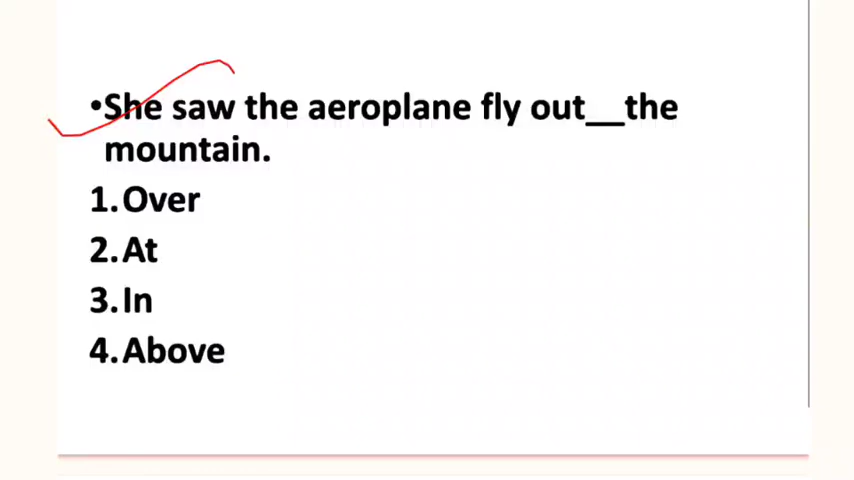 •She saw the aeroplane fly out__the
mountain.
1.Over
2.At
3.In
4.Above